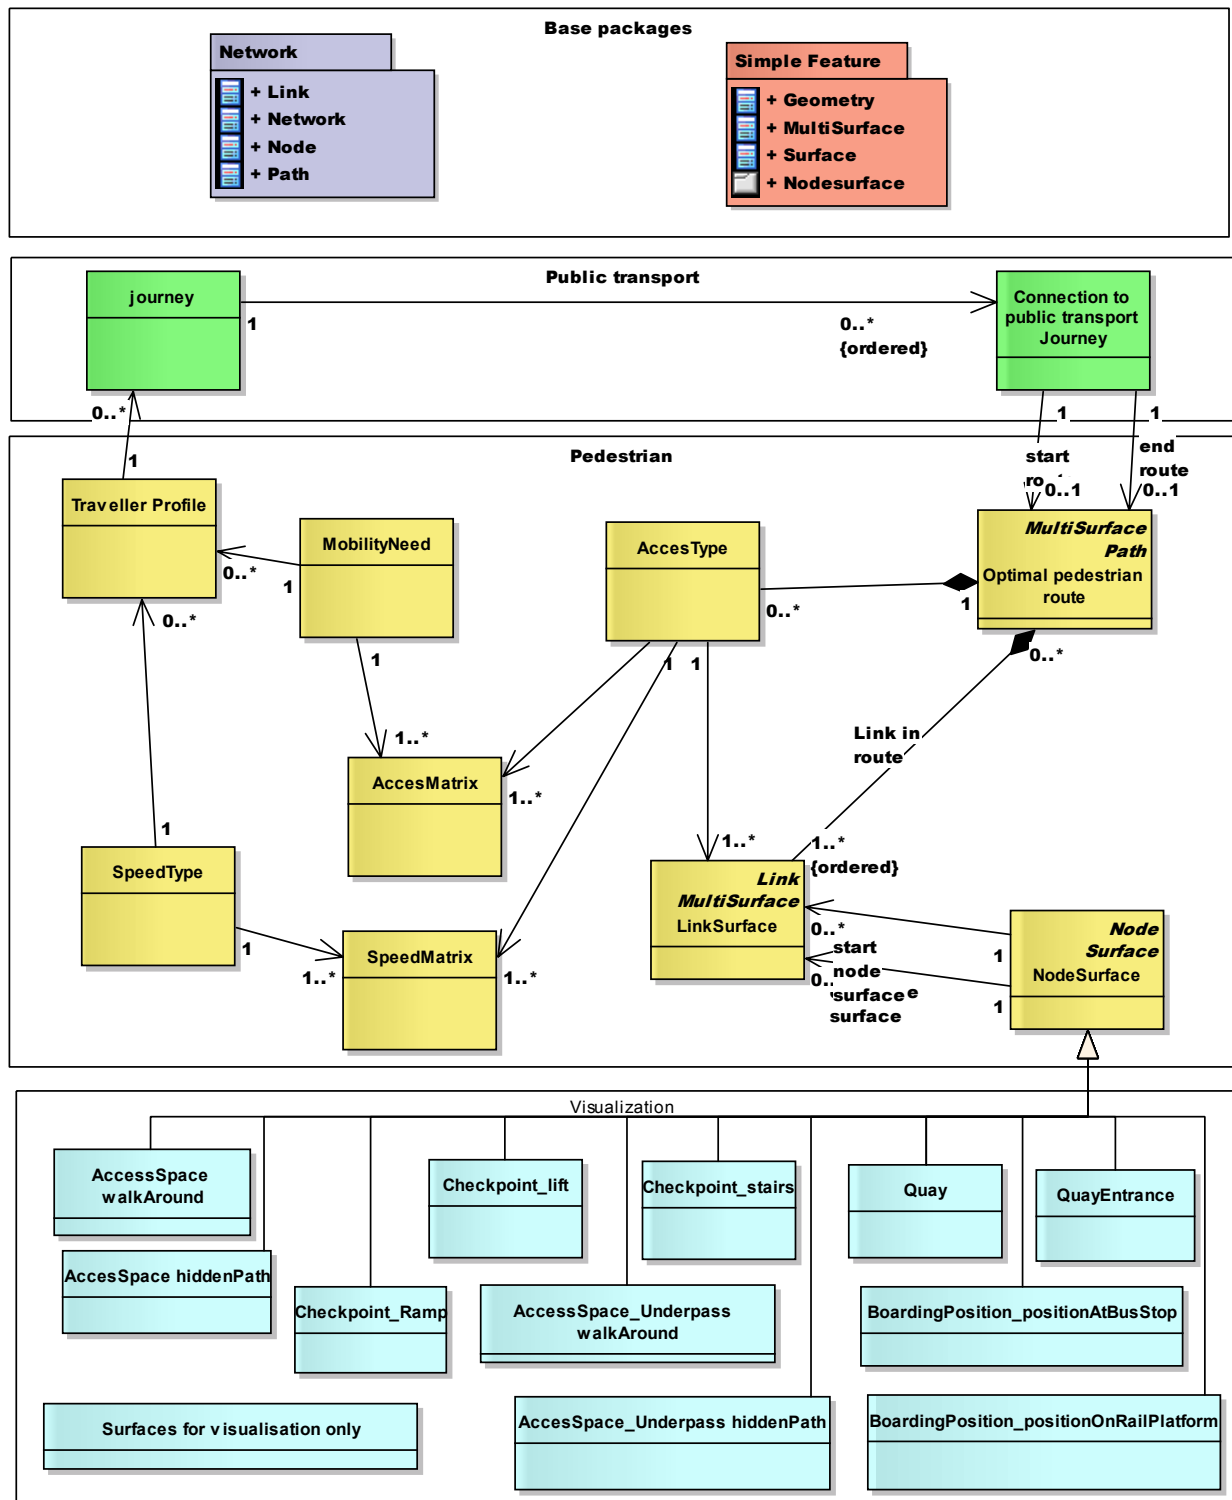 Base packages
Network
+ Link
+ Network
+ Node
+ Path
Simple Feature
+ Geometry
+ MultiSurface
+ Surface
+ Nodesurface
Public transport
journey
1
0..*
{ordered}
Connection to
public transport
Journey
0..*
1
1
1
start
end
route
0..1
0..1
Pedestrian
Traveller Profile
MobilityNeed
0..*
1
0..*
AccesType
0..*
1
MultiSurface
Path
Optimal pedestrian
route
0..*
1
1
1
1..*
AccesMatrix
1..*
Link in
route
1
SpeedType
1
1..*
SpeedMatrix
1..*
1..*
1..*
{ordered}
Link
MultiSurface
LinkSurface
0..*
start
node
surface
surface
1
1
Node
Surface
NodeSurface
Visualization
AccessSpace
walkAround
AccesSpace hiddenPath
Checkpoint_Ramp
Checkpoint_lift
AccessSpace_Underpass
walkAround
Checkpoint_stairs
AccesSpace_Underpass hiddenPath
Quay
QuayEntrance
BoardingPosition_positionAtBusStop
BoardingPosition_positionOnRailPlatform
Surfaces for visualisation only